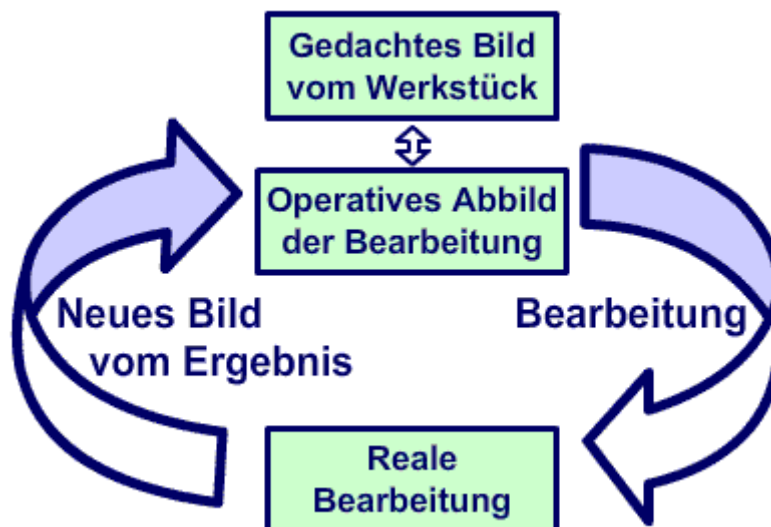 Gedachtes Bild
vom Werkstück
Operatives Abbild
der Bearbeitung
Neues Bild
vom Ergebnis
Bearbeitung
Reale
Bearbeitung